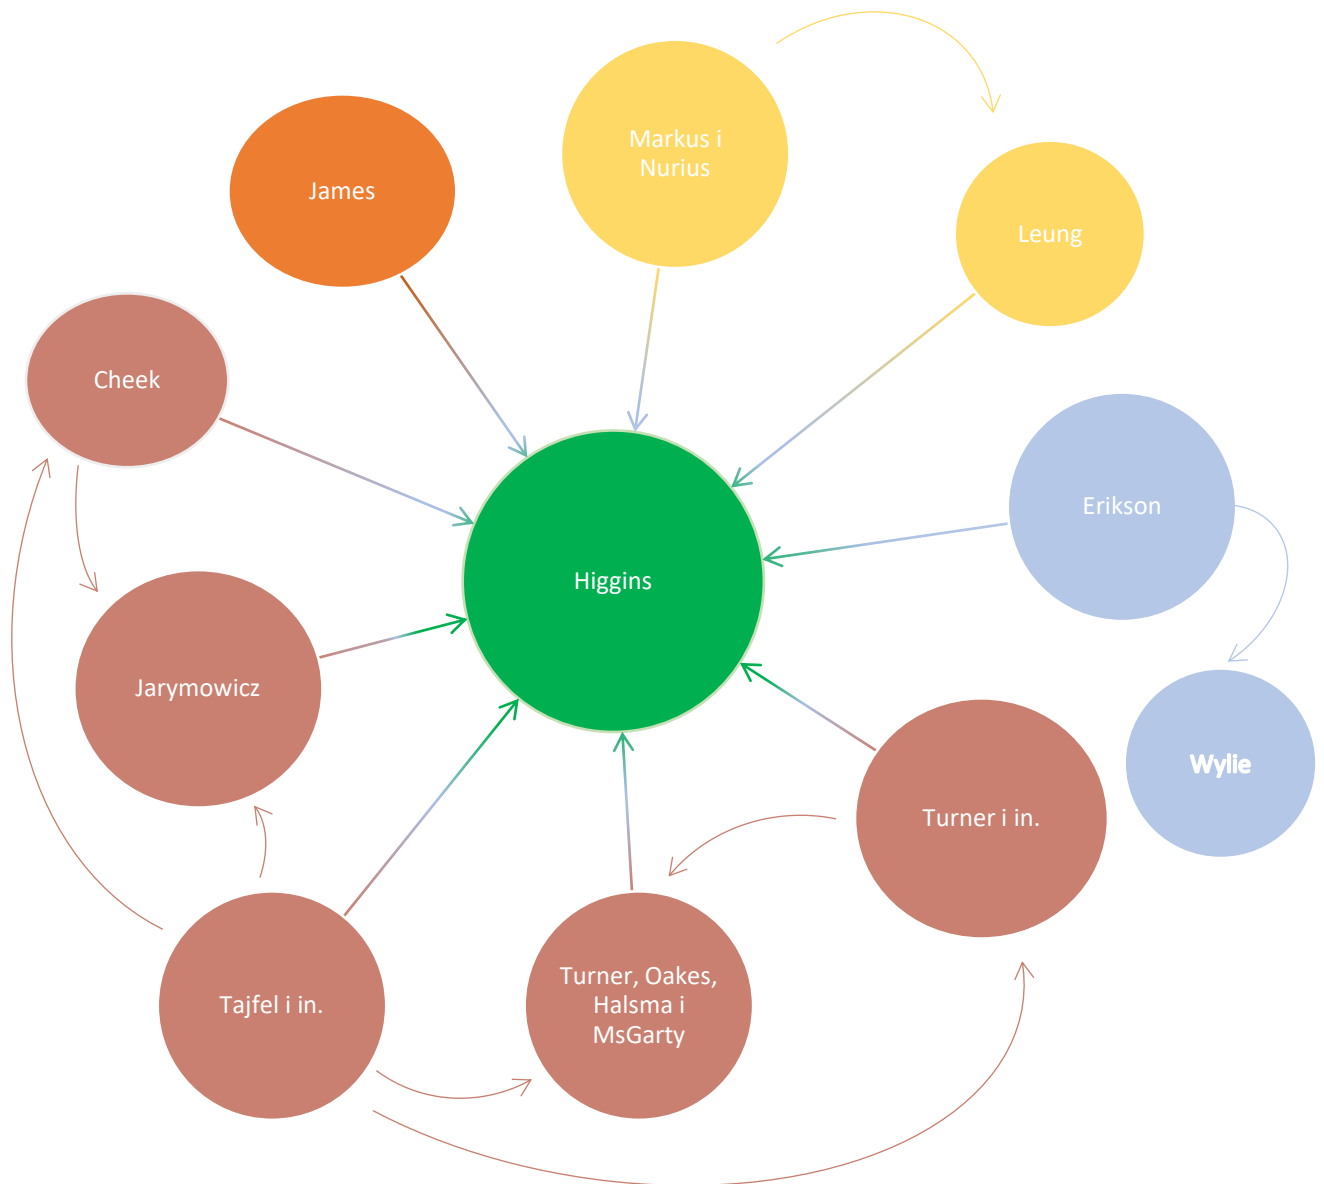 Markus i
Nurius
James
Leung
Cheek
Erikson
Higgins
Jarymowicz
Wylie
Turner i in.
Tajfel i in.
Turner, Oakes,
Halsma i
MsGarty